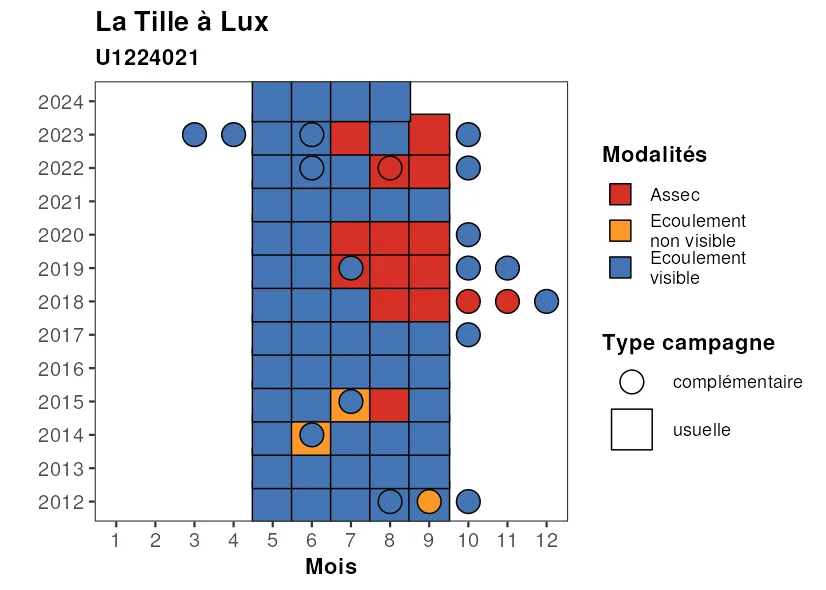 La Tille à Lux
U1224021
2024
2023
2022
2021
2020
2019
2018
2017
2016
2015
2014
2013
2012
1 2 3 4 5 6 7 8 9 10 11 12
Mois
Modalités
Assec
Ecoulement
non visible
Ecoulement
visible
Type campagne
complémentaire
usuelle